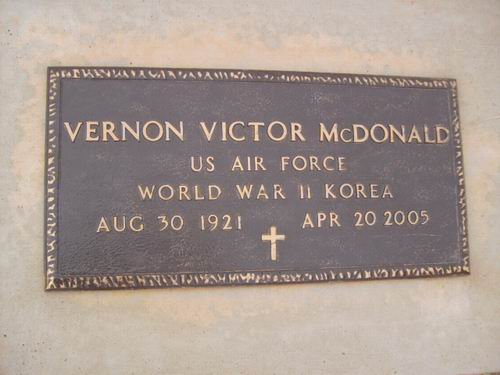 VERNON VICTOR McDONALD
US AIR FORCE
WORLD WAR II KOREA
AUG 30 1921 APR 20 2005